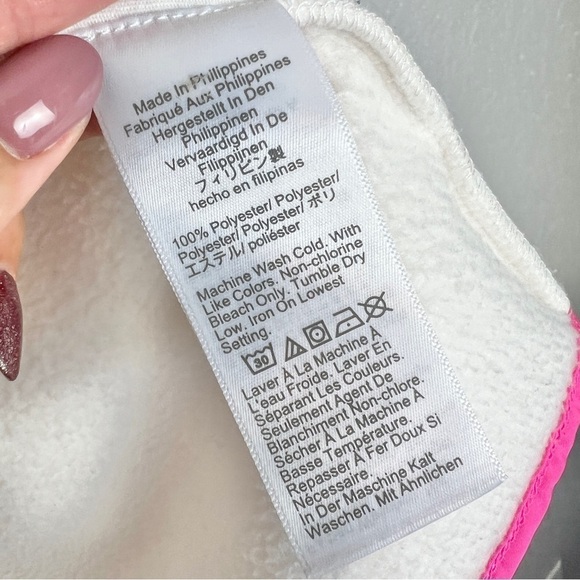 Made In Philippines
Fabriqué Aux Philippines
Hergestellt In Den
Philippinen
Vervaardigd In De
Filippijnen
フィリピン製
hecho en filipinas
100% Polyester/ Polyester/
Polyester/ Polyester/ ポリ
エステル/ poliéster
Machine Wash Cold. With
Like Colors. Non-chlorine
Bleach Only. Tumble Dry
Low. Iron On Lowest
Setting.
30
Laver À La Machine À
L'eau Froide. Laver En
Séparant Les Couleurs.
Seulement Agent De
Blanchiment Non-chlore.
Sécher À La Machine À
Basse Température.
Repasser À Fer Doux Si
Nécessaire.
In Der Maschine Kalt
Waschen. Mit Ähnlichen